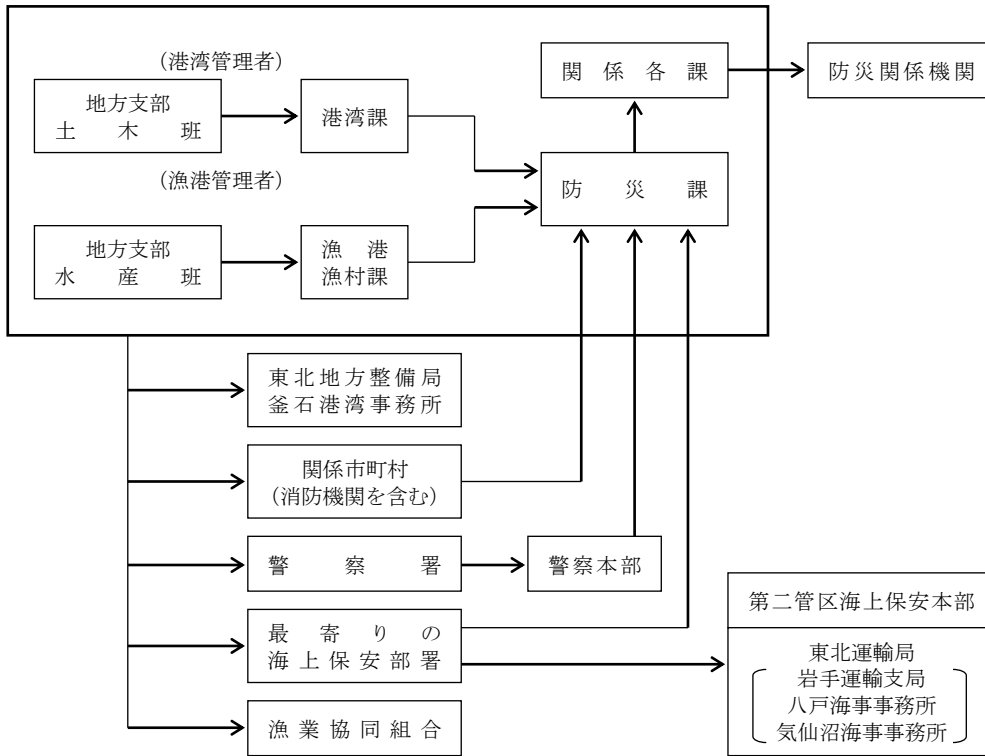 (港湾管理者)
地方支部
土木班
港湾課
関係各課
防災関係機関
(漁港管理者)
防災課
地方支部
水産班
漁港
漁村課
東北地方整備局
釜石港湾事務所
関係市町村
(消防機関を含む)
警察署
警察本部
最寄りの
海上保安部署
漁業協同組合
第二管区海上保安本部
東北運輸局
岩手運輸支局
八戸海事事務所
気仙沼海事事務所